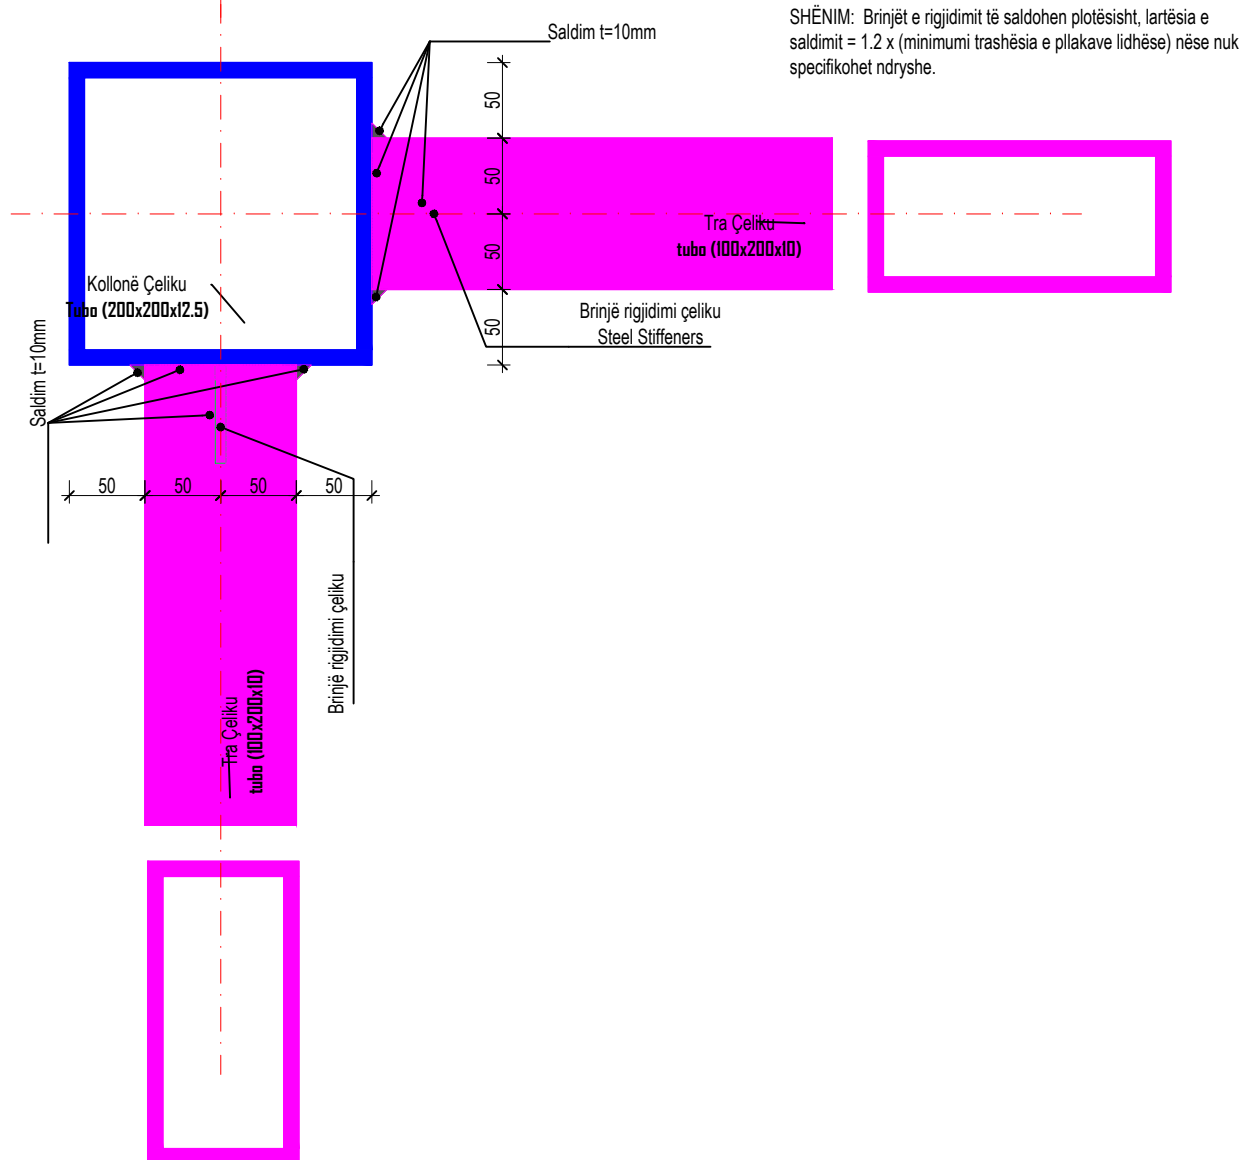 SHËNIM: Brinjët e rigjidimit të saldohen plotësisht, lartësia e
saldimit = 1.2 x (minimumi trashësia e pllakave lidhëse) nëse nuk
specifikohet ndryshe.
Saldim t=10mm
50
50
50
50
Tra Çeliku
tubo (100x200x10)
Kollonë Çeliku
Tubo (200x200x12.5)
Brinjë rigjidimi çeliku
Steel Stiffeners
Saldim t=10mm
50
50
50
50
Brinjë rigjidimi çeliku
Tra Çeliku
tubo (100x200x10)